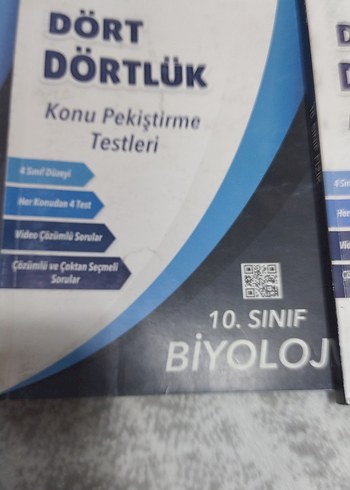 DÖRT
DÖRTLÜK
Konu Pekiştirme
Testleri
4 Sınıf Düzeyi
Her Konudan 4 Test
Video Çözümlü Sorular
Çözümlü ve Çoktan Seçmeli
Sorular
10. SINIF
BİYOLOJ